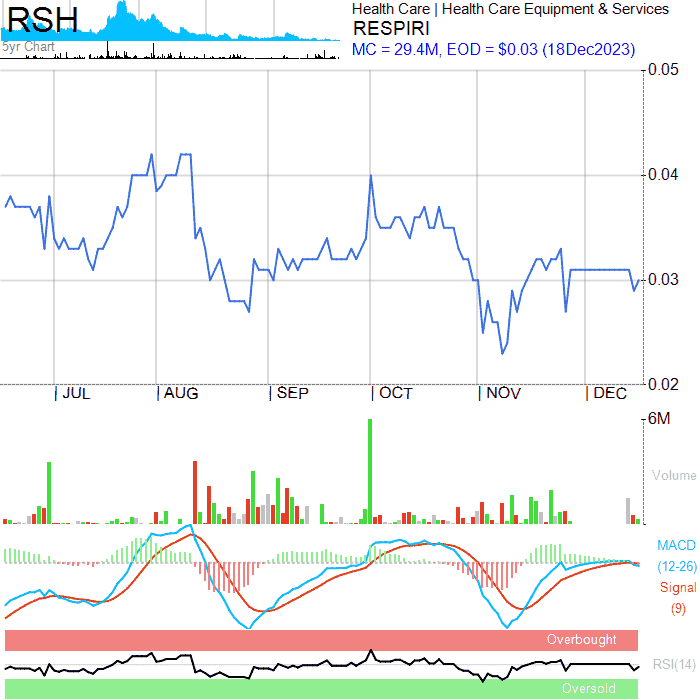 RSH
5yr Chart
Health Care | Health Care Equipment & Services
RESPIRI
MC = 29.4M, EOD = $0.03 (18Dec2023)
0.05
0.04
0.03
0.02
JUL
AUG
SEP
OCT
NOV
DEC
6M
Volume
MACD
(12-26)
Signal
(9)
Overbought
RSI(14)
Oversold